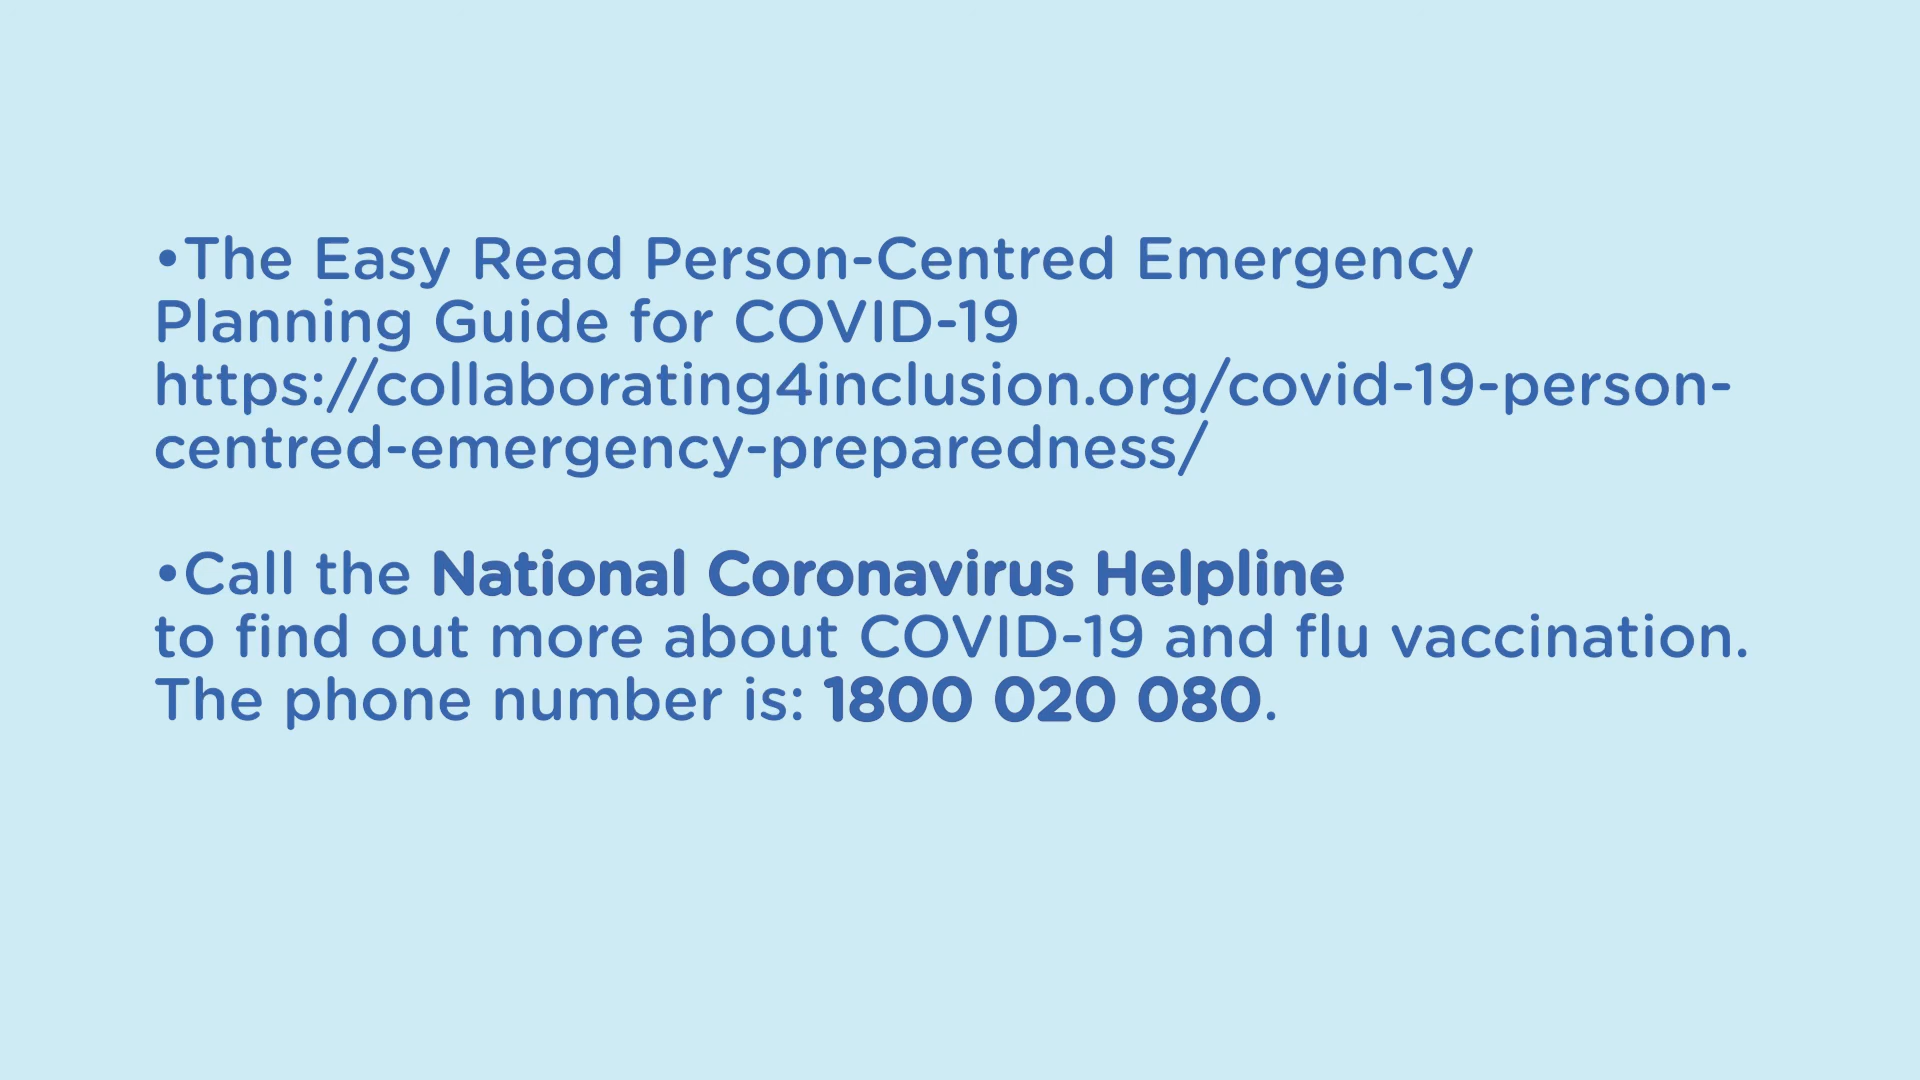 •The Easy Read Person-Centred Emergency
Planning Guide for COVID-19
https://collaborating4inclusion.org/covid-19-person-
centred-emergency-preparedness/
•Call the National Coronavirus Helpline
to find out more about COVID-19 and flu vaccination.
The phone number is: 1800 020 080.